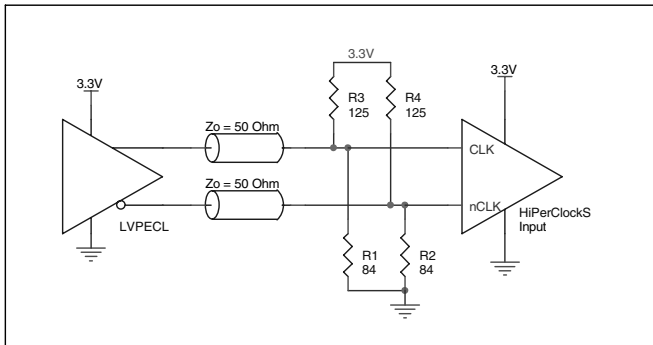 3.3V
3.3V
3.3V
R3
125
R4
125
Zo = 50 Ohm
CLK
Zo = 50 Ohm
nCLK
HiPerClockS
Input
LVPECL
R1
84
R2
84